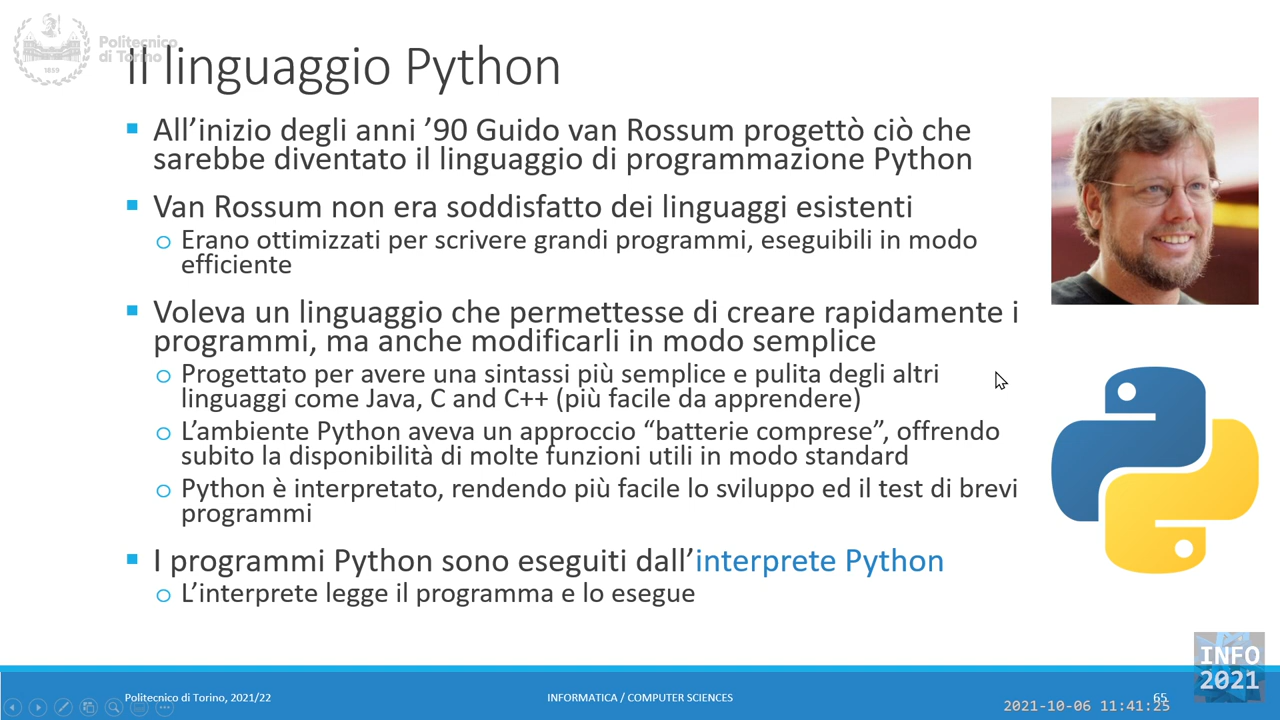 Politecnico
di Torino
1859
Il linguaggio Python
All’inizio degli anni ’90 Guido van Rossum progettò ciò che
sarebbe diventato il linguaggio di programmazione Python
Van Rossum non era soddisfatto dei linguaggi esistenti
Erano ottimizzati per scrivere grandi programmi, eseguibili in modo
efficiente
Voleva un linguaggio che permettesse di creare rapidamente i
programmi, ma anche modificarli in modo semplice
Progettato per avere una sintassi più semplice e pulita degli altri
linguaggi come Java, C and C++ (più facile da apprendere)
L’ambiente Python aveva un approccio “batterie comprese”, offrendo
subito la disponibilità di molte funzioni utili in modo standard
Python è interpretato, rendendo più facile lo sviluppo ed il test di brevi
programmi
I programmi Python sono eseguiti dall’interprete Python
L’interprete legge il programma e lo esegue
INFO
2021
Politecnico di Torino, 2021/22
INFORMATICA / COMPUTER SCIENCES
65
2021-10-06 11:41:25